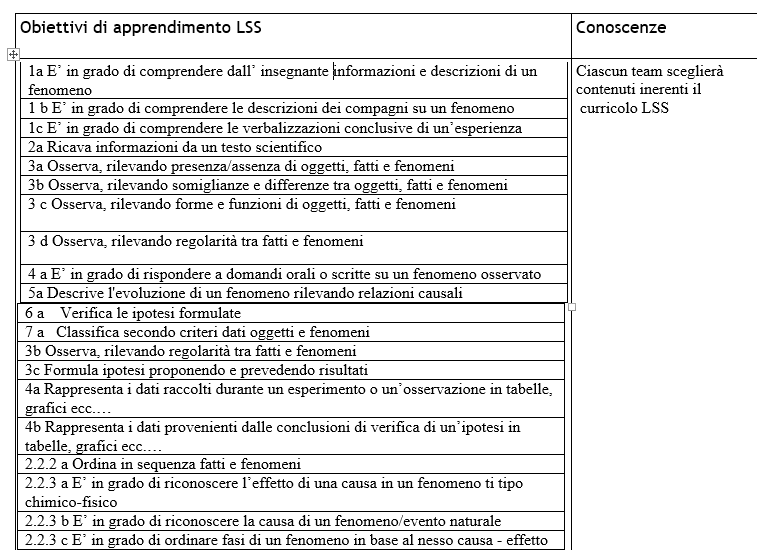 Obiettivi di apprendimento LSS
Conoscenze
1a E' in grado di comprendere dall' insegnante informazioni e descrizioni di un
fenomeno
1 b E' in grado di comprendere le descrizioni dei compagni su un fenomeno
1c E' in grado di comprendere le verbalizzazioni conclusive di un'esperienza
2a Ricava informazioni da un testo scientifico
3a Osserva, rilevando presenza/assenza di oggetti, fatti e fenomeni
3b Osserva, rilevando somiglianze e differenze tra oggetti, fatti e fenomeni
3 c Osserva, rilevando forme e funzioni di oggetti, fatti e fenomeni
3 d Osserva, rilevando regolarità tra fatti e fenomeni
4 a E' in grado di rispondere a domandi orali o scritte su un fenomeno osservato
5a Descrive l'evoluzione di un fenomeno rilevando relazioni causali
6 a Verifica le ipotesi formulate
7 a Classifica secondo criteri dati oggetti e fenomeni
3b Osserva, rilevando regolarità tra fatti e fenomeni
3c Formula ipotesi proponendo e prevedendo risultati
4a Rappresenta i dati raccolti durante un esperimento o un'osservazione in tabelle,
grafici ecc.…
4b Rappresenta i dati provenienti dalle conclusioni di verifica di un'ipotesi in
tabelle, grafici ecc.…
2.2.2 a Ordina in sequenza fatti e fenomeni
2.2.3 a E' in grado di riconoscere l'effetto di una causa in un fenomeno ti tipo
chimico-fisico
2.2.3 b E' in grado di riconoscere la causa di un fenomeno/evento naturale
2.2.3 c E' in grado di ordinare fasi di un fenomeno in base al nesso causa - effetto
Ciascun team sceglierà
contenuti inerenti il
curricolo LSS